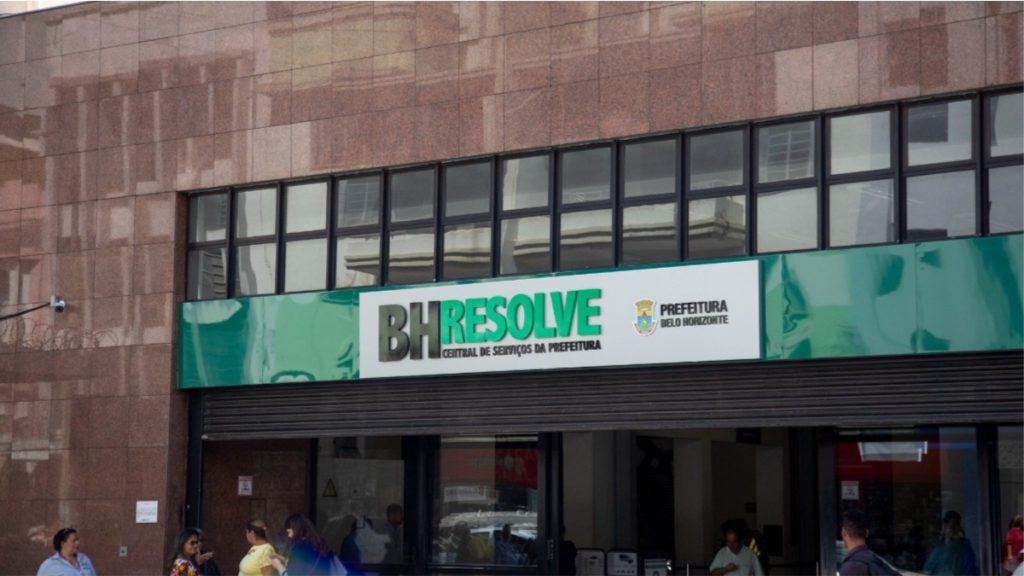 BHRESOLVE
CENTRAL DE SERVIÇOS DA PREFEITURA
PREFEITURA
BELO HORIZONTE